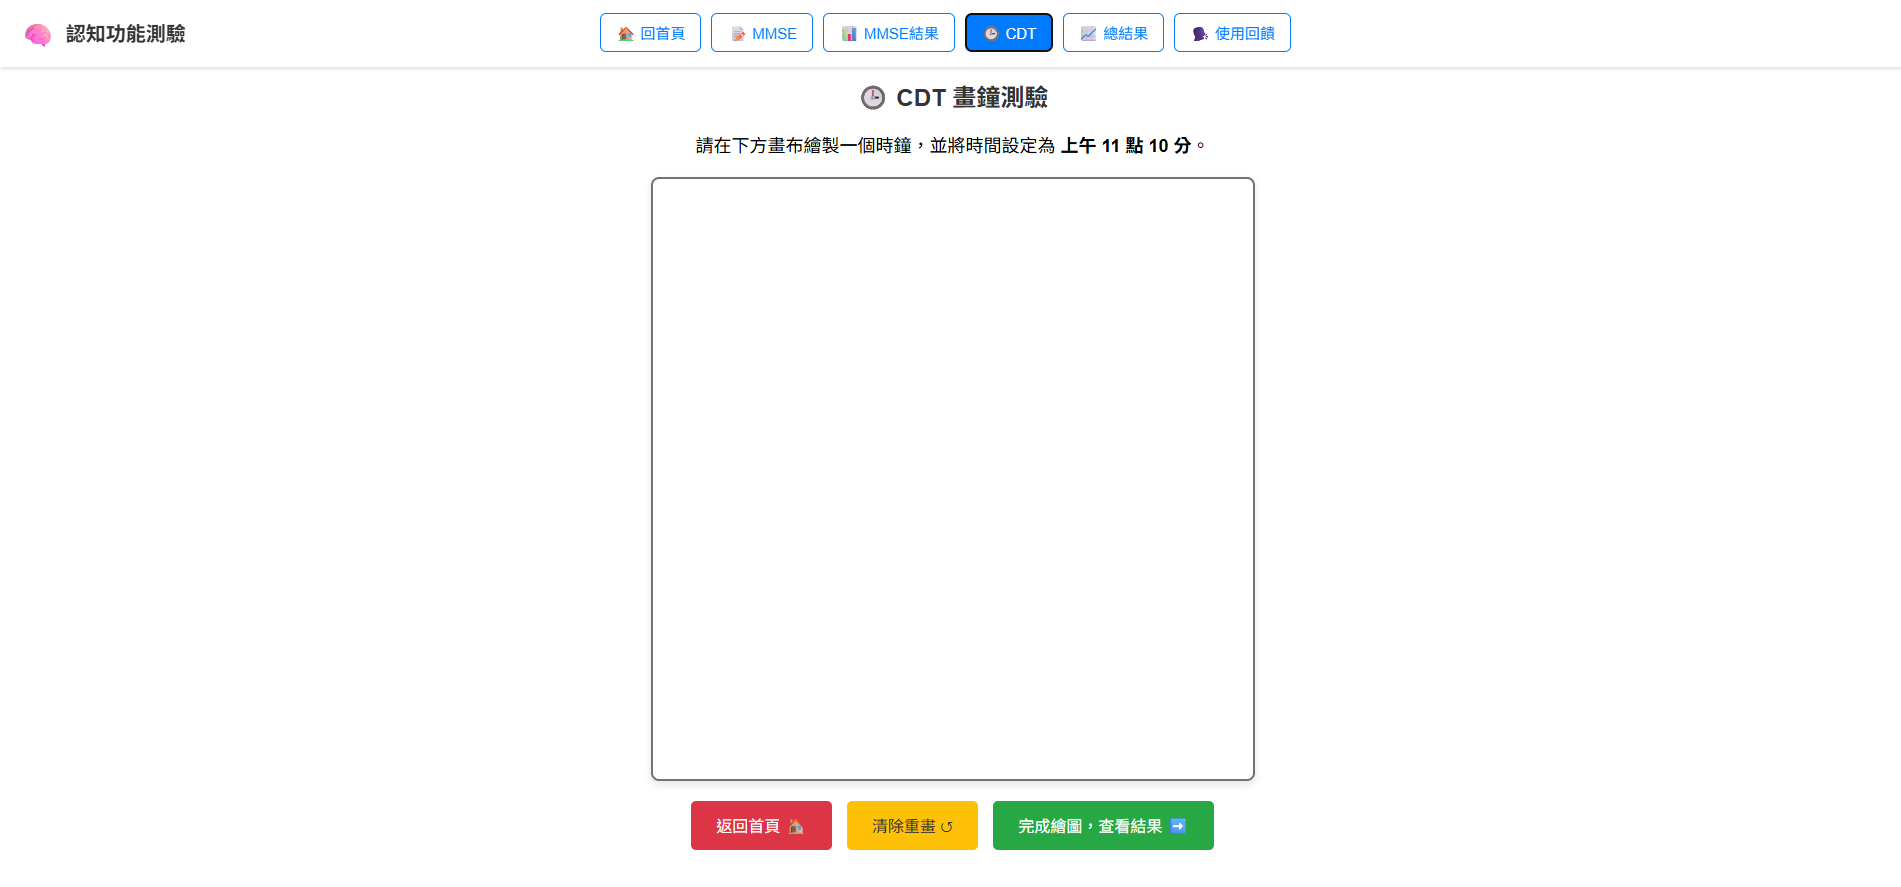 認知功能測驗
回首頁
MMSE
MMSE結果
CDT
總結果
使用回饋
CDT 畫鐘測驗
請在下方畫布繪製一個時鐘，並將時間設定為 上午 11 點 10 分。
返回首頁
清除重畫 ↺
完成繪圖，查看結果 ➡️